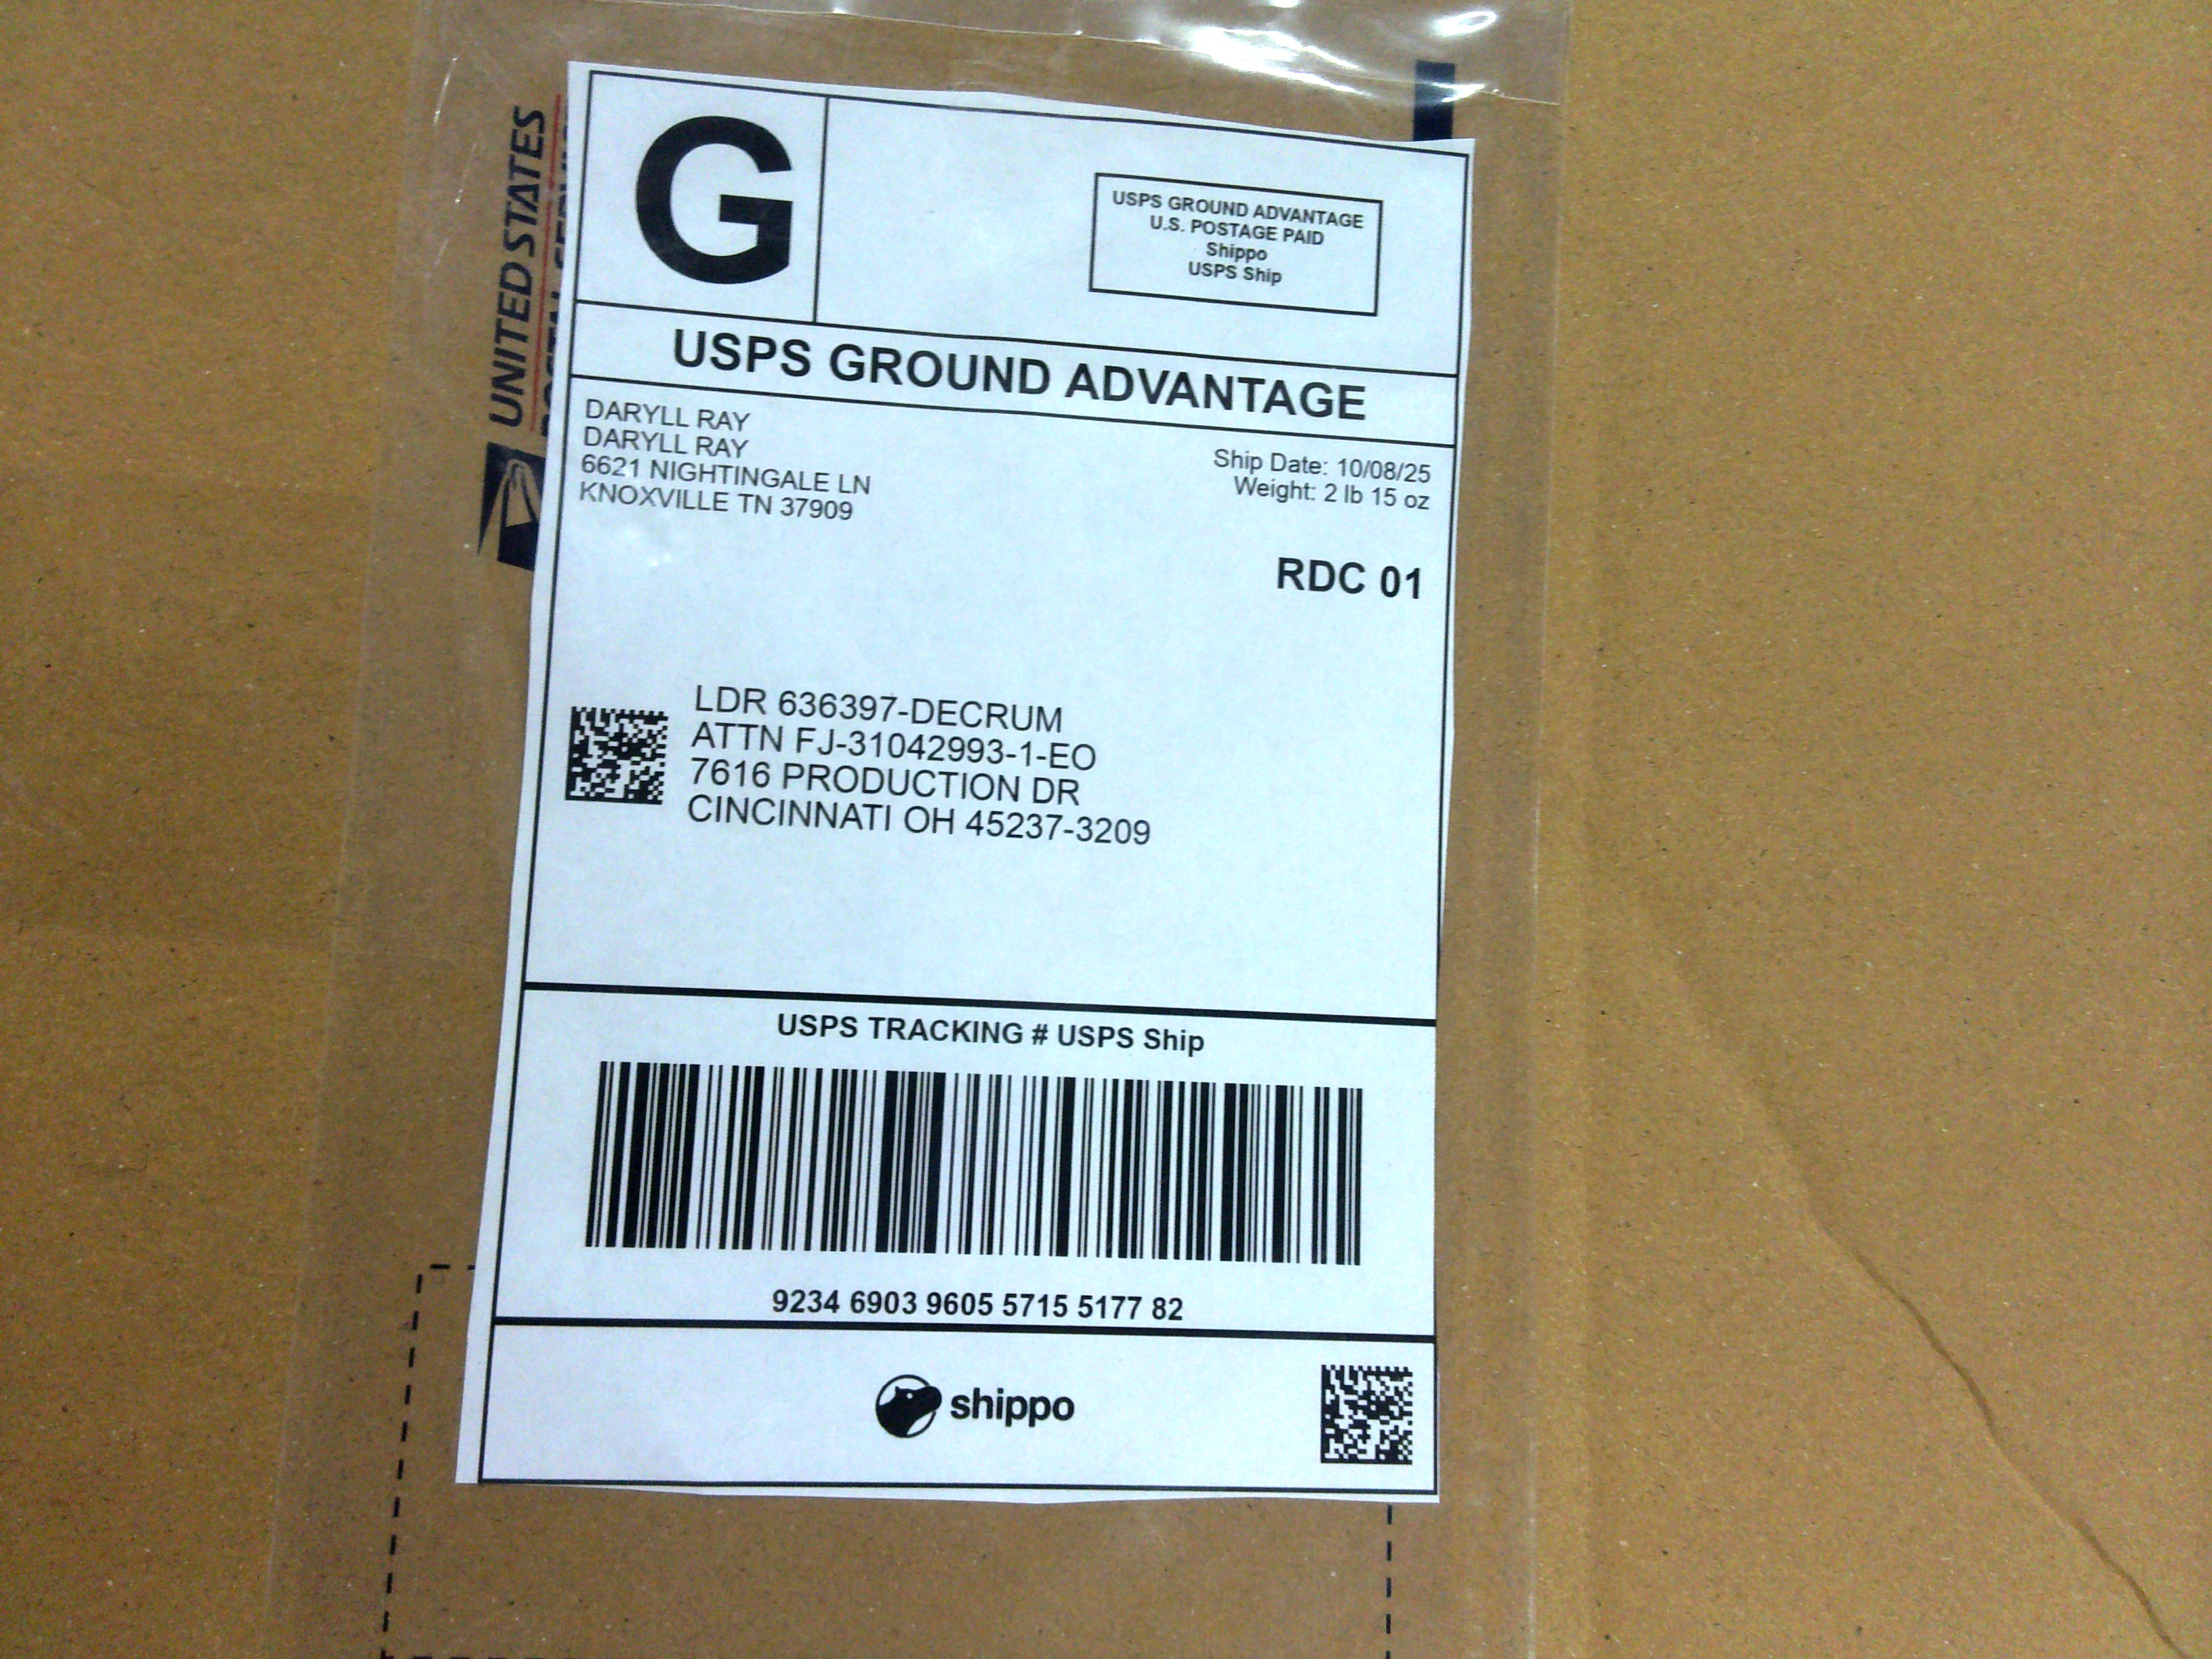 UNITED STATES
POSTAL SERVICE
G
USPS GROUND ADVANTAGE
U.S. POSTAGE PAID
Shippo
USPS Ship
USPS GROUND ADVANTAGE
DARYLL RAY
DARYLL RAY
6621 NIGHTINGALE LN
KNOXVILLE TN 37909
Ship Date: 10/08/25
Weight: 2 lb 15 oz
RDC 01
LDR 636397-DECRUM
ATTN FJ-31042993-1-EO
7616 PRODUCTION DR
CINCINNATI OH 45237-3209
USPS TRACKING # USPS Ship
9234 6903 9605 5715 5177 82
shippo